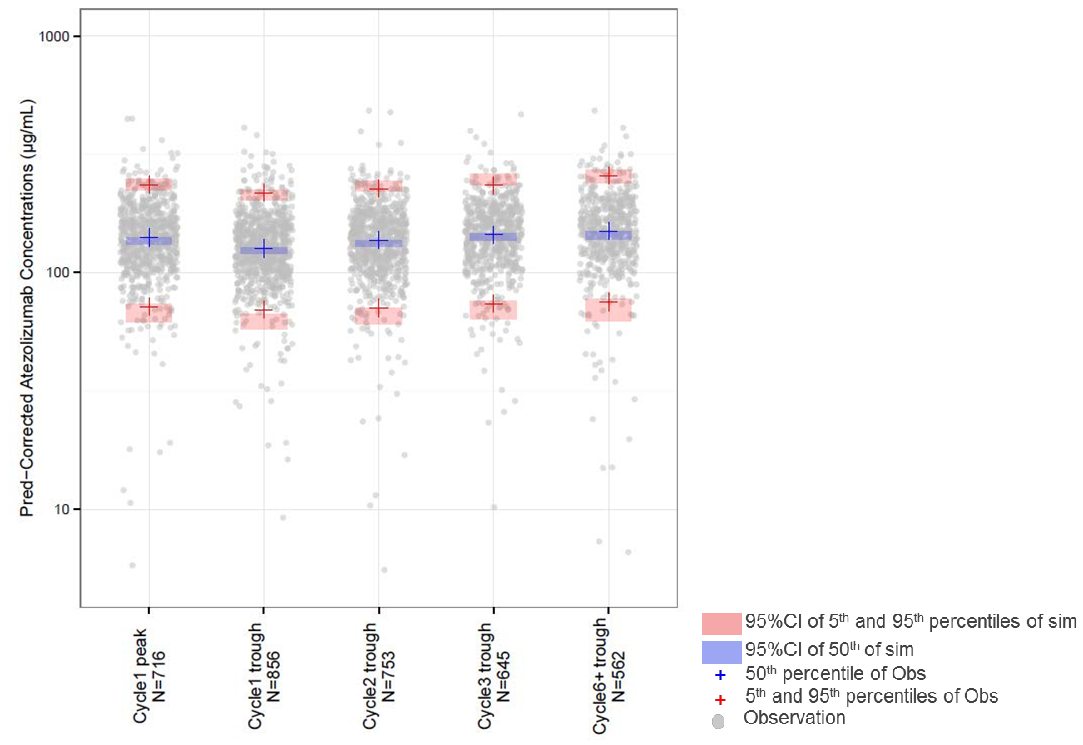 1000
100
10
Pred−Corrected Atezolizumab Concentrations (µg/mL)
Cycle1 peak
N=716
Cycle1 trough
N=856
Cycle2 trough
N=753
Cycle3 trough
N=645
Cycle6+ trough
N=562
95%CI of 5th and 95th percentiles of sim
95%CI of 50th of sim
50th percentile of Obs
5th and 95th percentiles of Obs
Observation